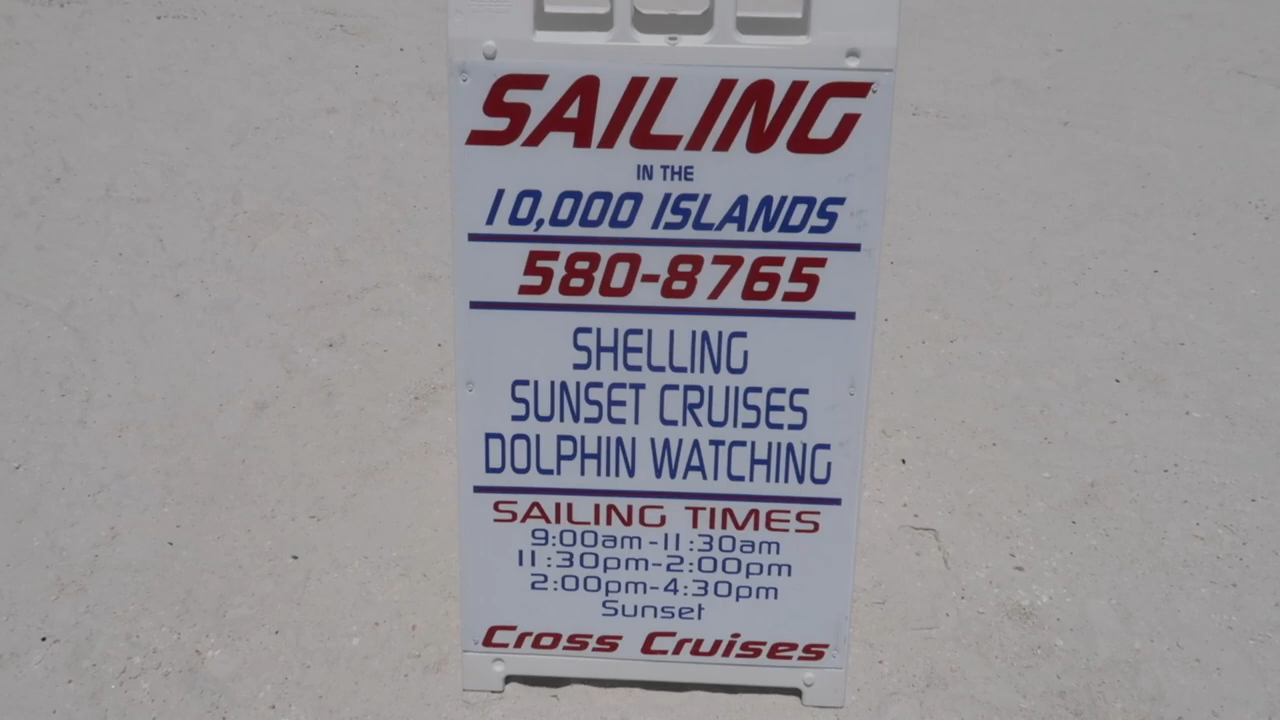 SAILING
IN THE
10,000 ISLANDS
580-8765
SHELLING
SUNSET CRUISES
DOLPHIN WATCHING
SAILING TIMES
9:00am-11:30am
11:30pm-2:00pm
2:00pm-4:30pm
Sunset
Cross Cruises